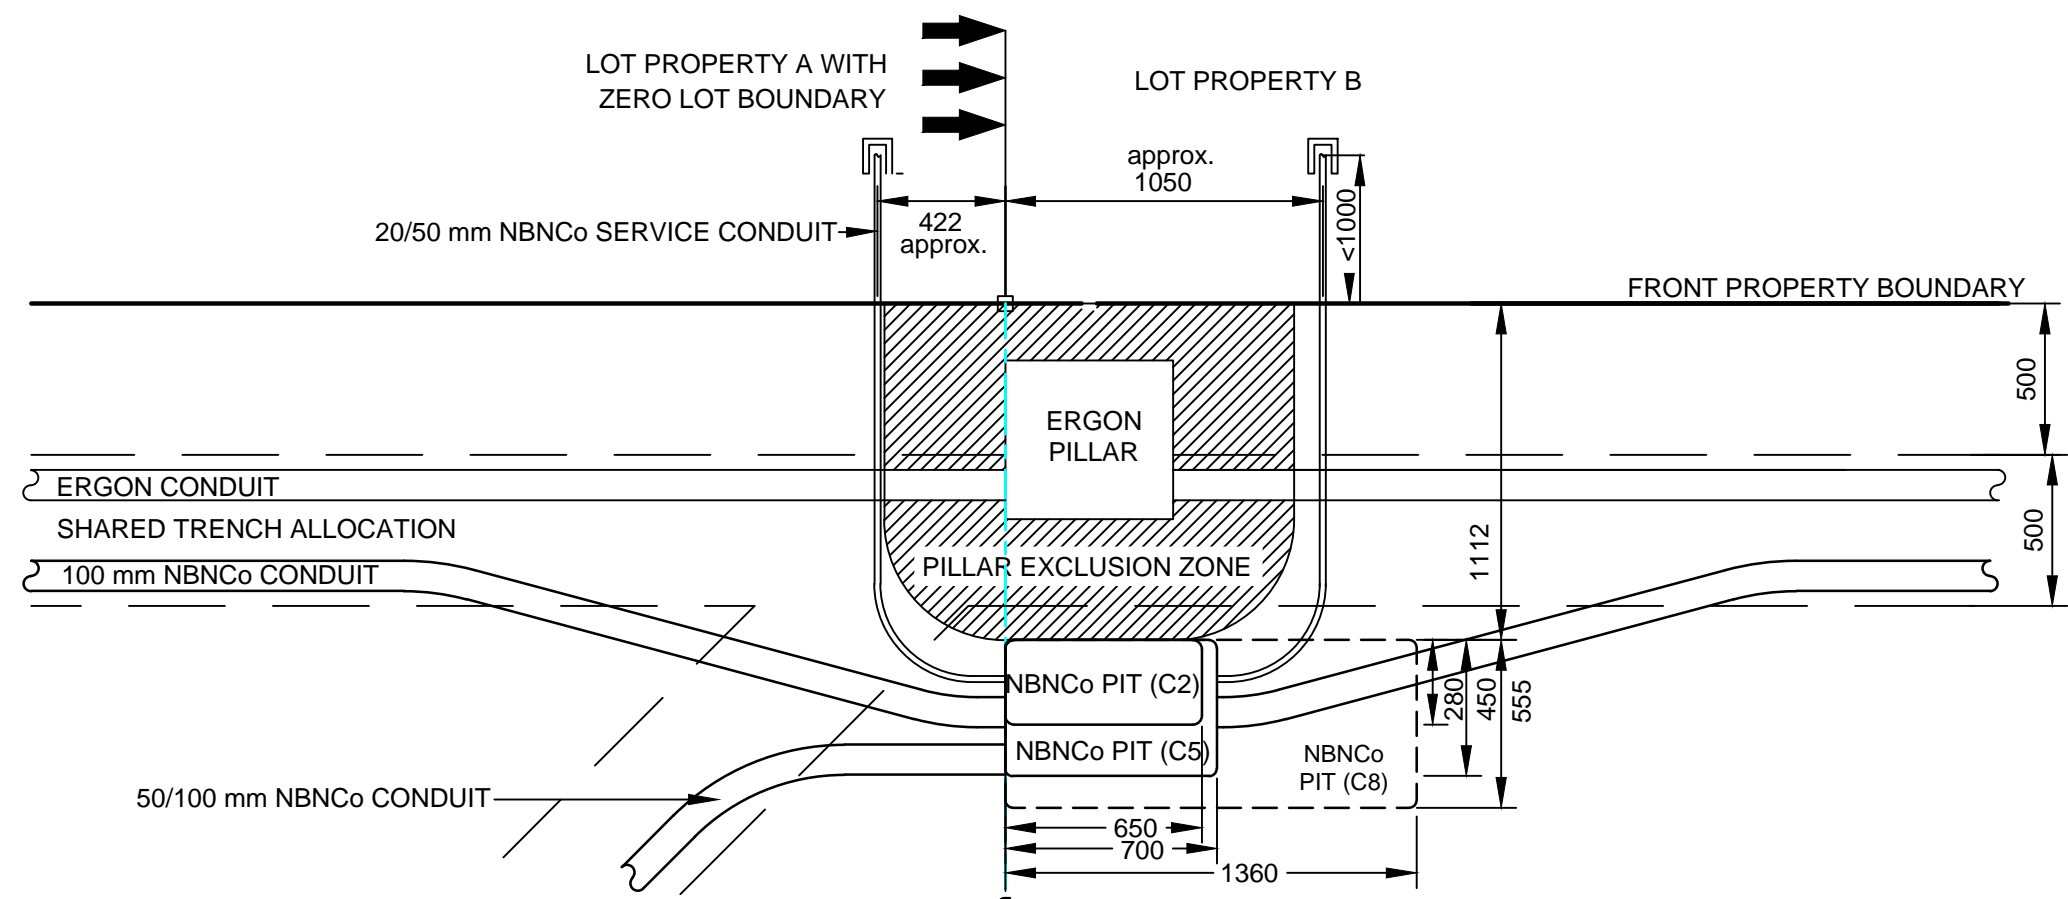 LOT PROPERTY A WITH
ZERO LOT BOUNDARY
LOT PROPERTY B
approx.
1050
<1000
422
approx.
20/50 mm NBNCo SERVICE CONDUIT
FRONT PROPERTY BOUNDARY
500
ERGON
PILLAR
ERGON CONDUIT
SHARED TRENCH ALLOCATION
1112
500
PILLAR EXCLUSION ZONE
100 mm NBNCo CONDUIT
NBNCo PIT (C2)
280
450
555
NBNCo PIT (C5)
NBNCo
PIT (C8)
50/100 mm NBNCo CONDUIT
650
700
1360